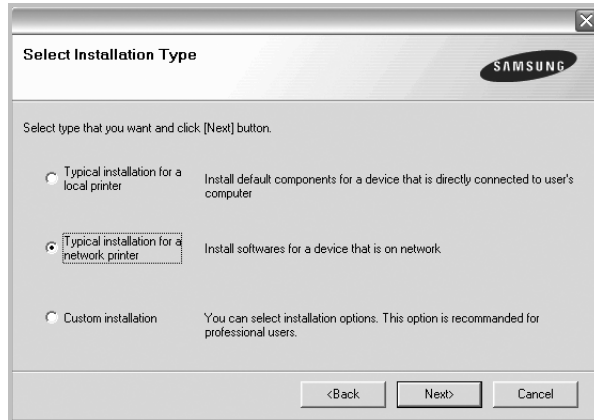 Select Installation Type
SAMSUNG
Select type that you want and click [Next] button.
Typical installation for a
local printer
Install default components for a device that is directly connected to user's
computer
Typical installation for a
network printer
Install softwares for a device that is on network
Custom installation
You can select installation options. This option is recommanded for
professional users.
<Back
Next>
Cancel